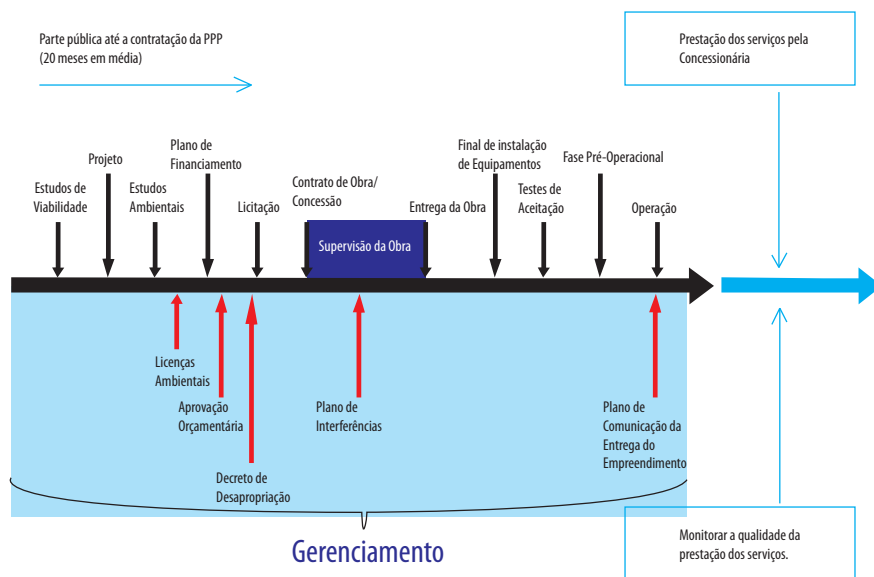 Parte pública até a contratação da PPP
(20 meses em média)
Prestação dos serviços pela
Concessionária
Estudos de
Viabilidade
Projeto
Estudos
Ambientais
Plano de
Financiamento
Licitação
Contrato de Obra/
Concessão
Supervisão da Obra
Entrega da Obra
Final de instalação
de Equipamentos
Testes de
Aceitação
Fase Pré-Operacional
Operação
Licenças
Ambientais
Aprovação
Orçamentária
Decreto de
Desapropriação
Plano de
Interferências
Plano de
Comunicação da
Entrega do
Empreendimento
Gerenciamento
Monitorar a qualidade da
prestação dos serviços.